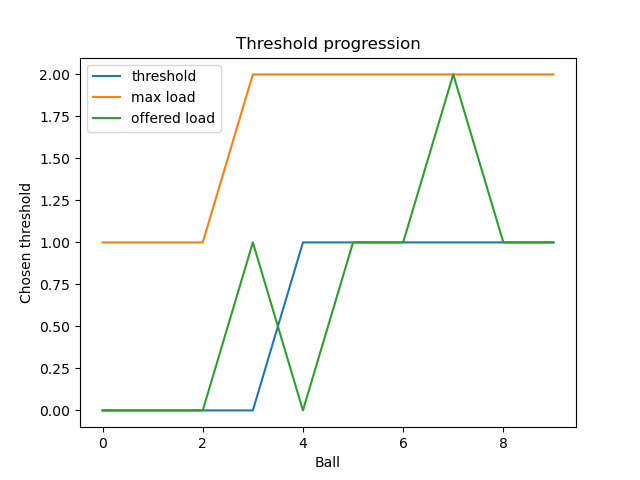 Threshold progression
threshold
max load
offered load
2.00
1.75
1.50
1.25
1.00
0.75
0.50
0.25
0.00
Chosen threshold
0 2 4 6 8
Ball